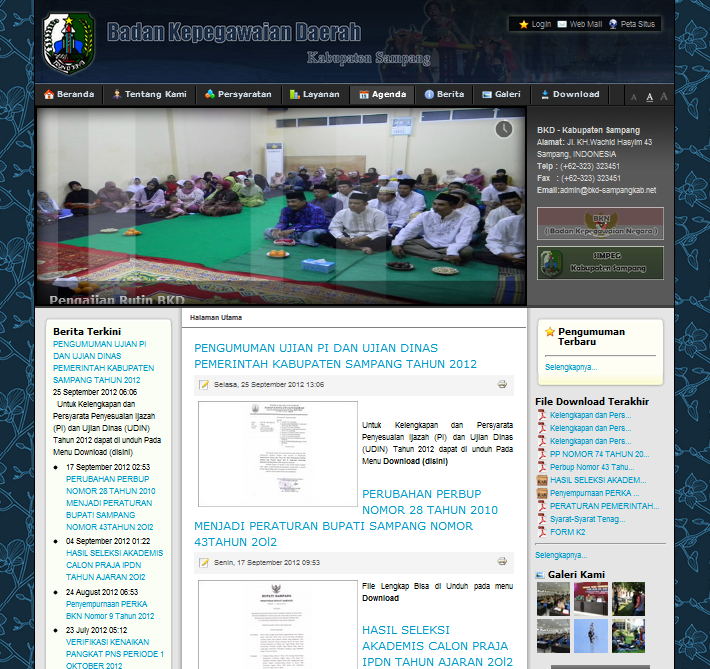 Badan Kepegawaian Daerah
Kabupaten Sampang
Login Web Mail Peta Situs
Beranda Tentang Kami Persyaratan Layanan Agenda Berita Galeri Download A A A
Pengajian Rutin BKD
BKD - Kabupaten Sampang
Alamat: Jl. KH.Wachid Hasyim 43
Sampang, INDONESIA
Telp : (+62-323) 323451
Fax : (+62-323) 323451
Email:admin@bkd-sampangkab.net
BKN
(( Badan Kepegawaian Negara ))
SIMPEG
Kabupaten Sampang
Berita Terkini
PENGUMUMAN UJIAN PI
DAN UJIAN DINAS
PEMERINTAH KABUPATEN
SAMPANG TAHUN 2012
25 September 2012 06:06
Untuk Kelengkapan dan
Persyarata Penyesuaian Ijazah
(PI) dan Ujian Dinas (UDIN)
Tahun 2012 dapat di unduh Pada
Menu Download (disini)
17 September 2012 02:53
PERUBAHAN PERBUP
NOMOR 28 TAHUN 2010
MENJADI PERATURAN
BUPATI SAMPANG
NOMOR 43TAHUN 2Ol2
04 September 2012 01:22
HASIL SELEKSI AKADEMIS
CALON PRAJA IPDN
TAHUN AJARAN 2Ol2
24 August 2012 06:53
Penyempurnaan PERKA
BKN Nomor 9 Tahun 2012
23 July 2012 05:12
VERIFIKASI KENAIKAN
PANGKAT PNS PERIODE 1
OKTOBER 2012
Halaman Utama
PENGUMUMAN UJIAN PI DAN UJIAN DINAS
PEMERINTAH KABUPATEN SAMPANG TAHUN 2012
Selasa, 25 September 2012 13:06
Untuk Kelengkapan dan Persyarata
Penyesuaian Ijazah (PI) dan Ujian Dinas
(UDIN) Tahun 2012 dapat di unduh Pada
Menu Download (disini)
PERUBAHAN PERBUP
NOMOR 28 TAHUN 2010
MENJADI PERATURAN BUPATI SAMPANG NOMOR
43TAHUN 2Ol2
Senin, 17 September 2012 09:53
BUPATI SAMPANG
File Lengkap Bisa di Unduh pada menu
Download
HASIL SELEKSI
AKADEMIS CALON PRAJA
IPDN TAHUN AJARAN 2Ol2
Pengumuman
Terbaru
Selengkapnya...
File Download Terakhir
Kelengkapan dan Pers...
Kelengkapan dan Pers...
Kelengkapan dan Pers...
PP NOMOR 74 TAHUN 20...
Perbup Nomor 43 Tahu...
HASIL SELEKSI AKADEM...
Penyempurnaan PERKA ...
PERATURAN PEMERINTAH...
Syarat-Syarat Tenag...
FORM K2
Selengkapnya...
Galeri Kami